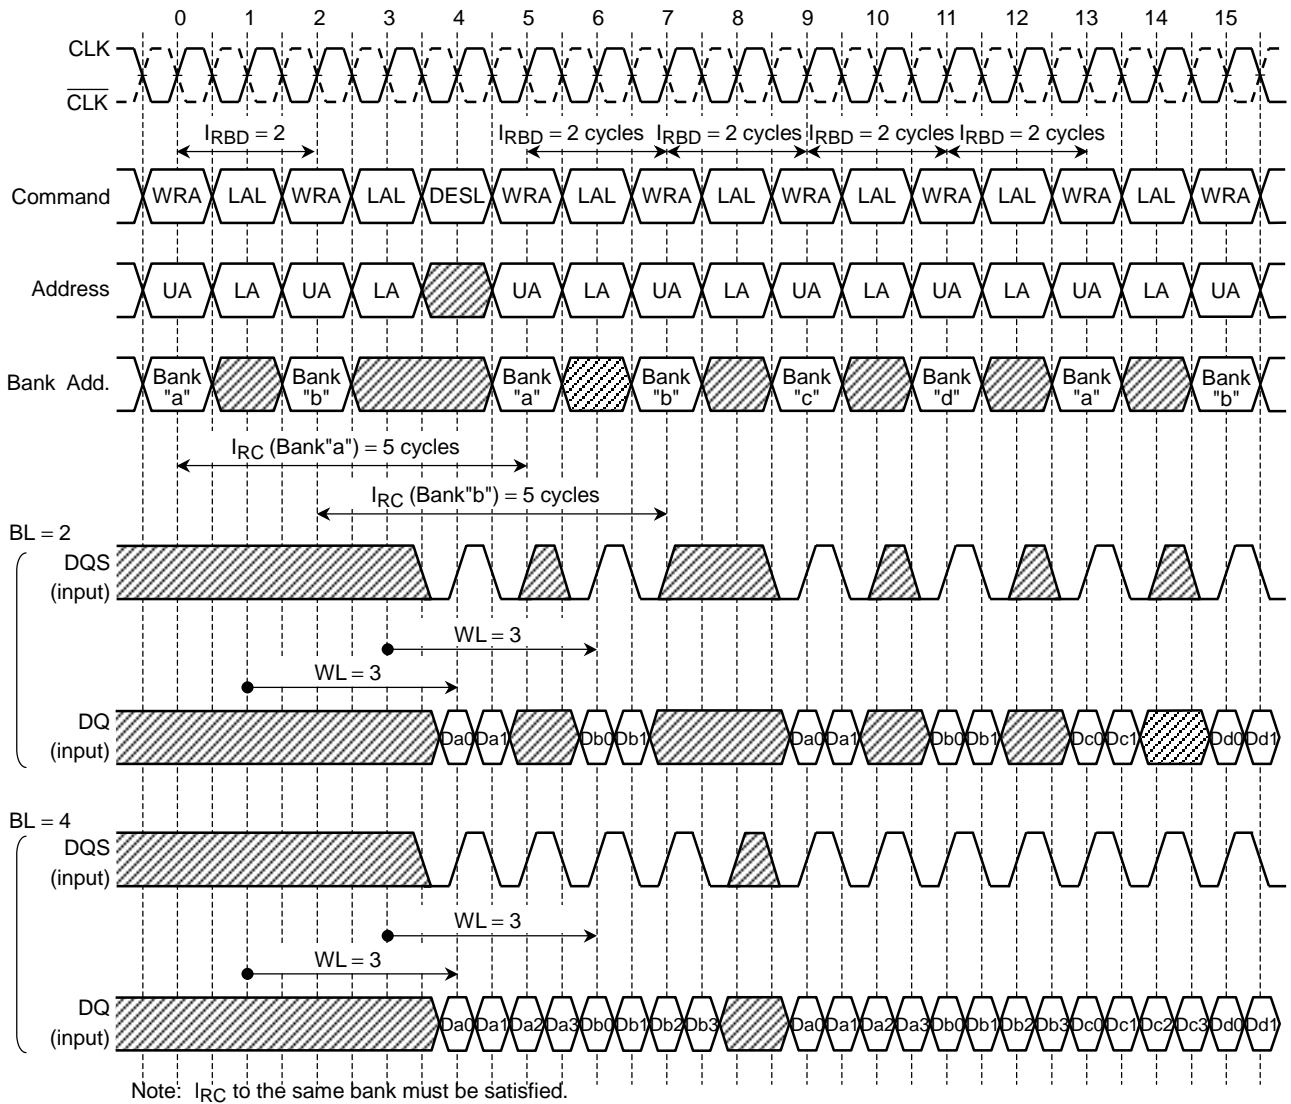 0 1 2 3 4 5 6 7 8 9 10 11 12 13 14 15
CLK
CLK
IRBD = 2 IRBD = 2 cycles IRBD = 2 cycles IRBD = 2 cycles IRBD = 2 cycles
Command WRA LAL WRA LAL DESL WRA LAL WRA LAL WRA LAL WRA LAL WRA LAL WRA
Address UA LA UA LA UA LA UA LA UA LA UA LA UA LA UA
Bank Add. Bank "a" Bank "b" Bank "a" Bank "b" Bank "c" Bank "d" Bank "a" Bank "b"
IRC (Bank"a") = 5 cycles
IRC (Bank"b") = 5 cycles
BL = 2
DQS
(input)
WL = 3
WL = 3
DQ
(input)
Da0 Da1 Db0 Db1 Da0 Da1 Db0 Db1 Dc0 Dc1 Dd0 Dd1
BL = 4
DQS
(input)
WL = 3
WL = 3
DQ
(input)
Da0 Da1 Da2 Da3 Db0 Db1 Db2 Db3 Da0 Da1 Da2 Da3 Db0 Db1 Db2 Db3 Dc0 Dc1 Dc2 Dc3 Dd0 Dd1
Note: IRC to the same bank must be satisfied.